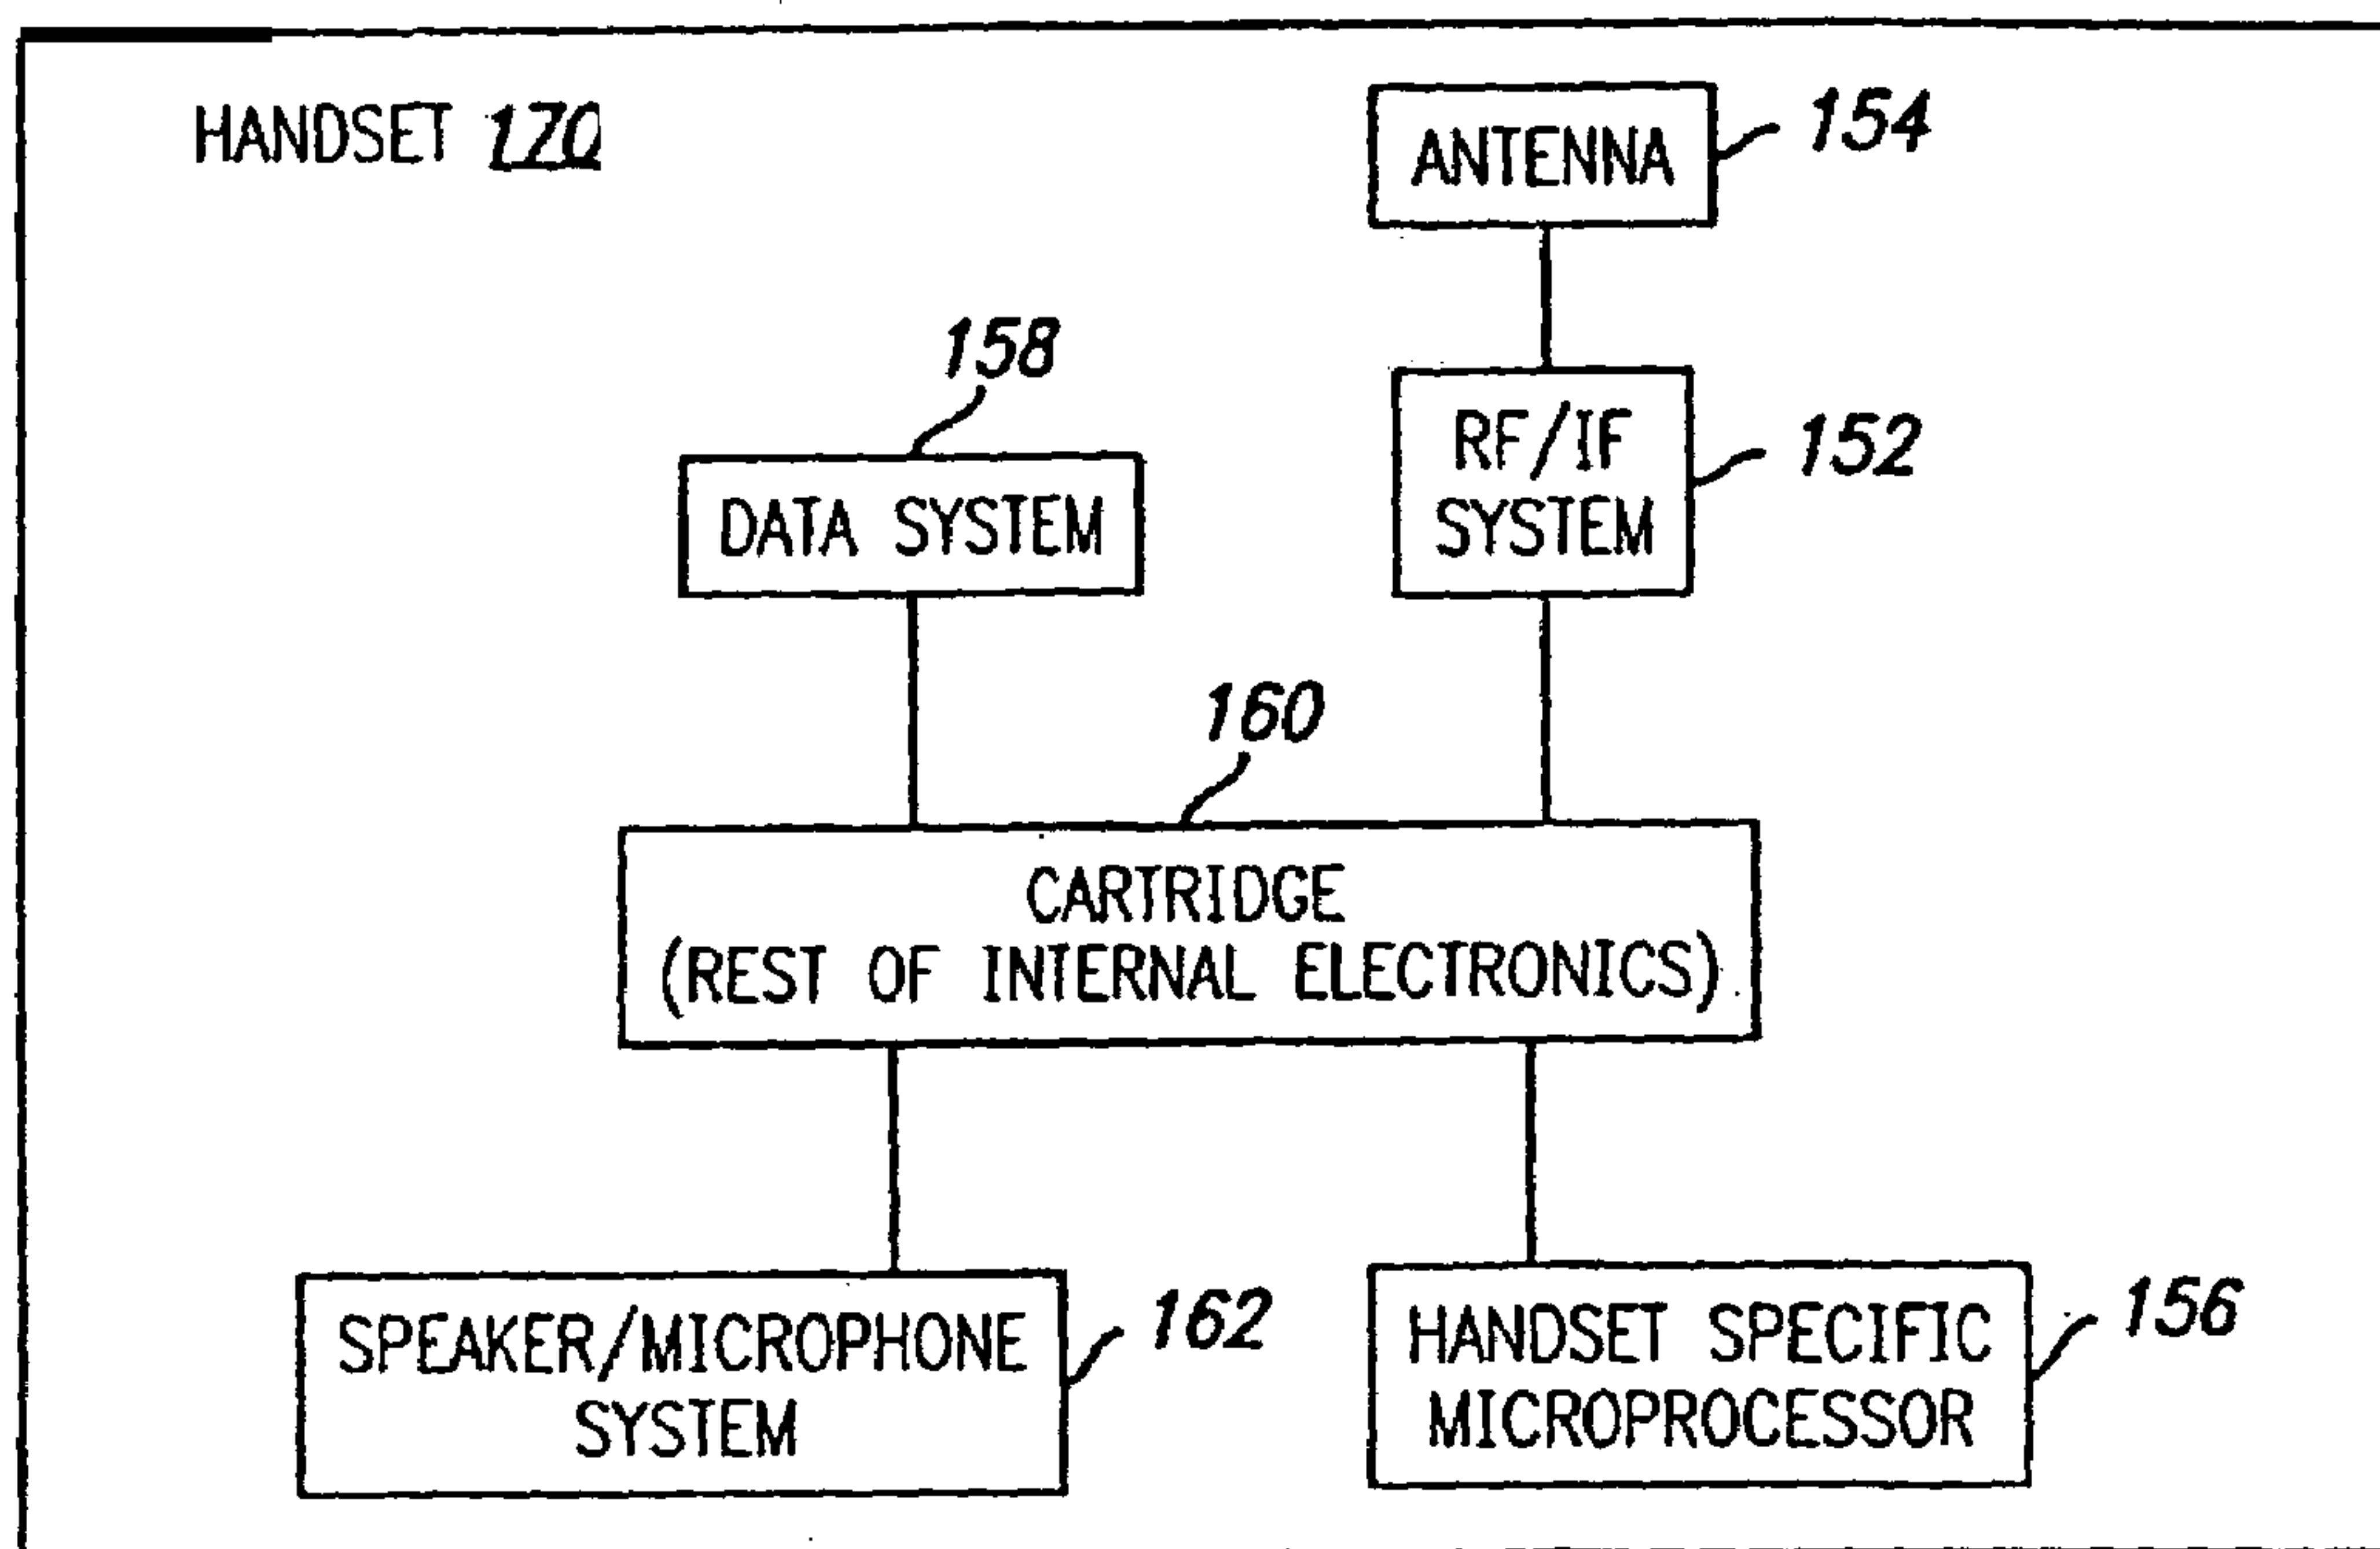 HANDSET 170
ANTENNA
154
158
RF/IF
SYSTEM
152
DATA SYSTEM
160
CARTRIDGE
(REST OF INTERNAL ELECTRONICS)
SPEAKER/MICROPHONE
SYSTEM
162
HANDSET SPECIFIC
MICROPROCESSOR
156